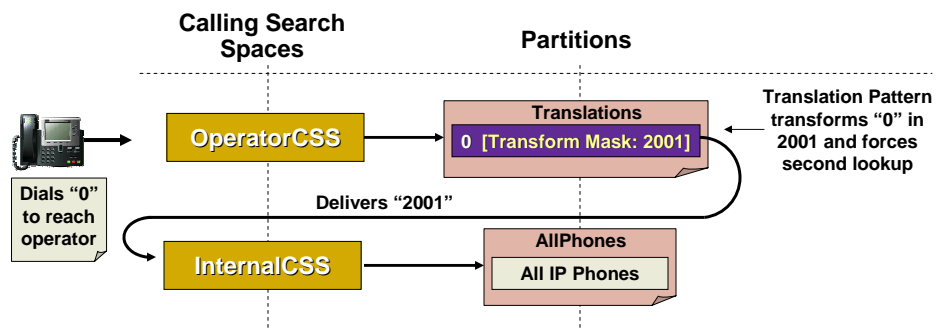 Calling Search
Spaces
Partitions
Translations
OperatorCSS
0 [Transform Mask: 2001]
Translation Pattern
transforms “0” in
2001 and forces
second lookup
Dials “0”
to reach
operator
Delivers “2001”
InternalCSS
AllPhones
All IP Phones